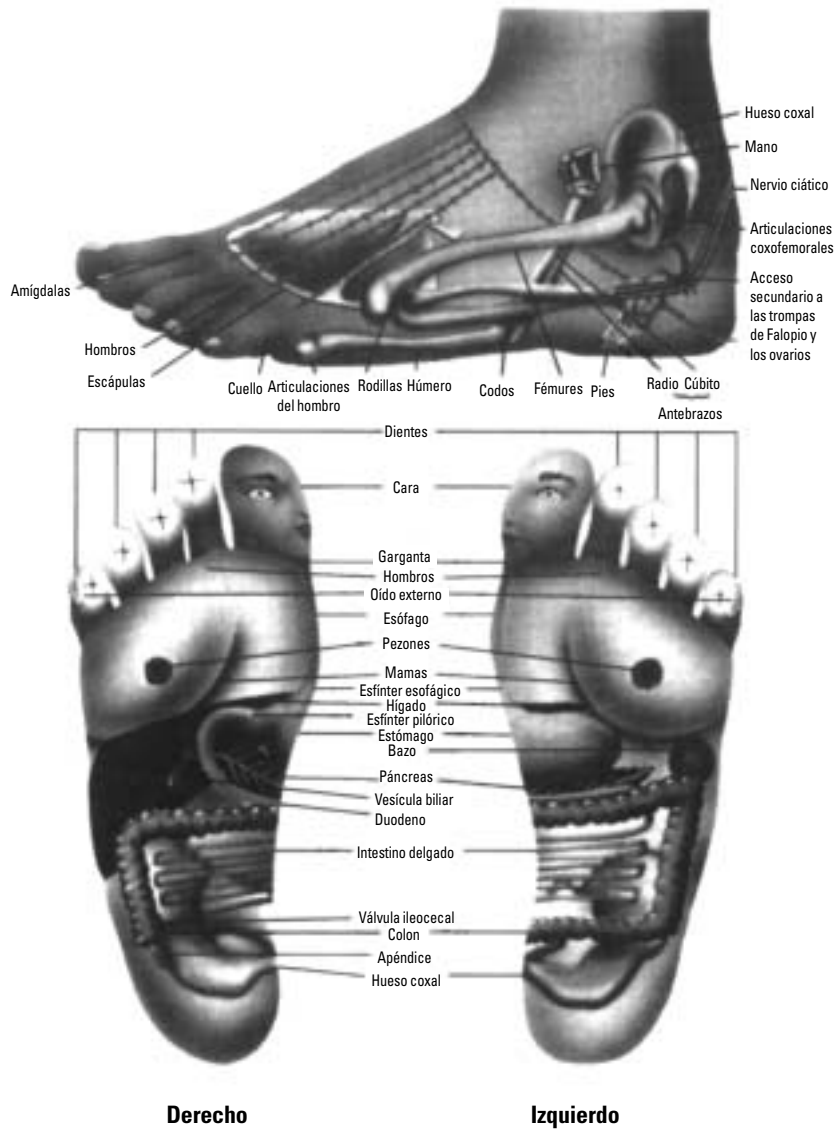 Hueso coxal
Mano
Nervio ciático
Articulaciones
coxofemorales
Acceso
secundario a
las trompas
de Falopio y
los ovarios
Amígdalas
Hombros
Escápulas
Cuello
Articulaciones
del hombro
Rodillas
Húmero
Codos
Fémures
Pies
Radio
Cúbito
Antebrazos
Dientes
Cara
Garganta
Hombros
Oído externo
Esófago
Pezones
Mamas
Esfínter esofágico
Hígado
Esfínter pilórico
Estómago
Bazo
Páncreas
Vesícula biliar
Duodeno
Intestino delgado
Válvula ileocecal
Colon
Apéndice
Hueso coxal
Derecho
Izquierdo